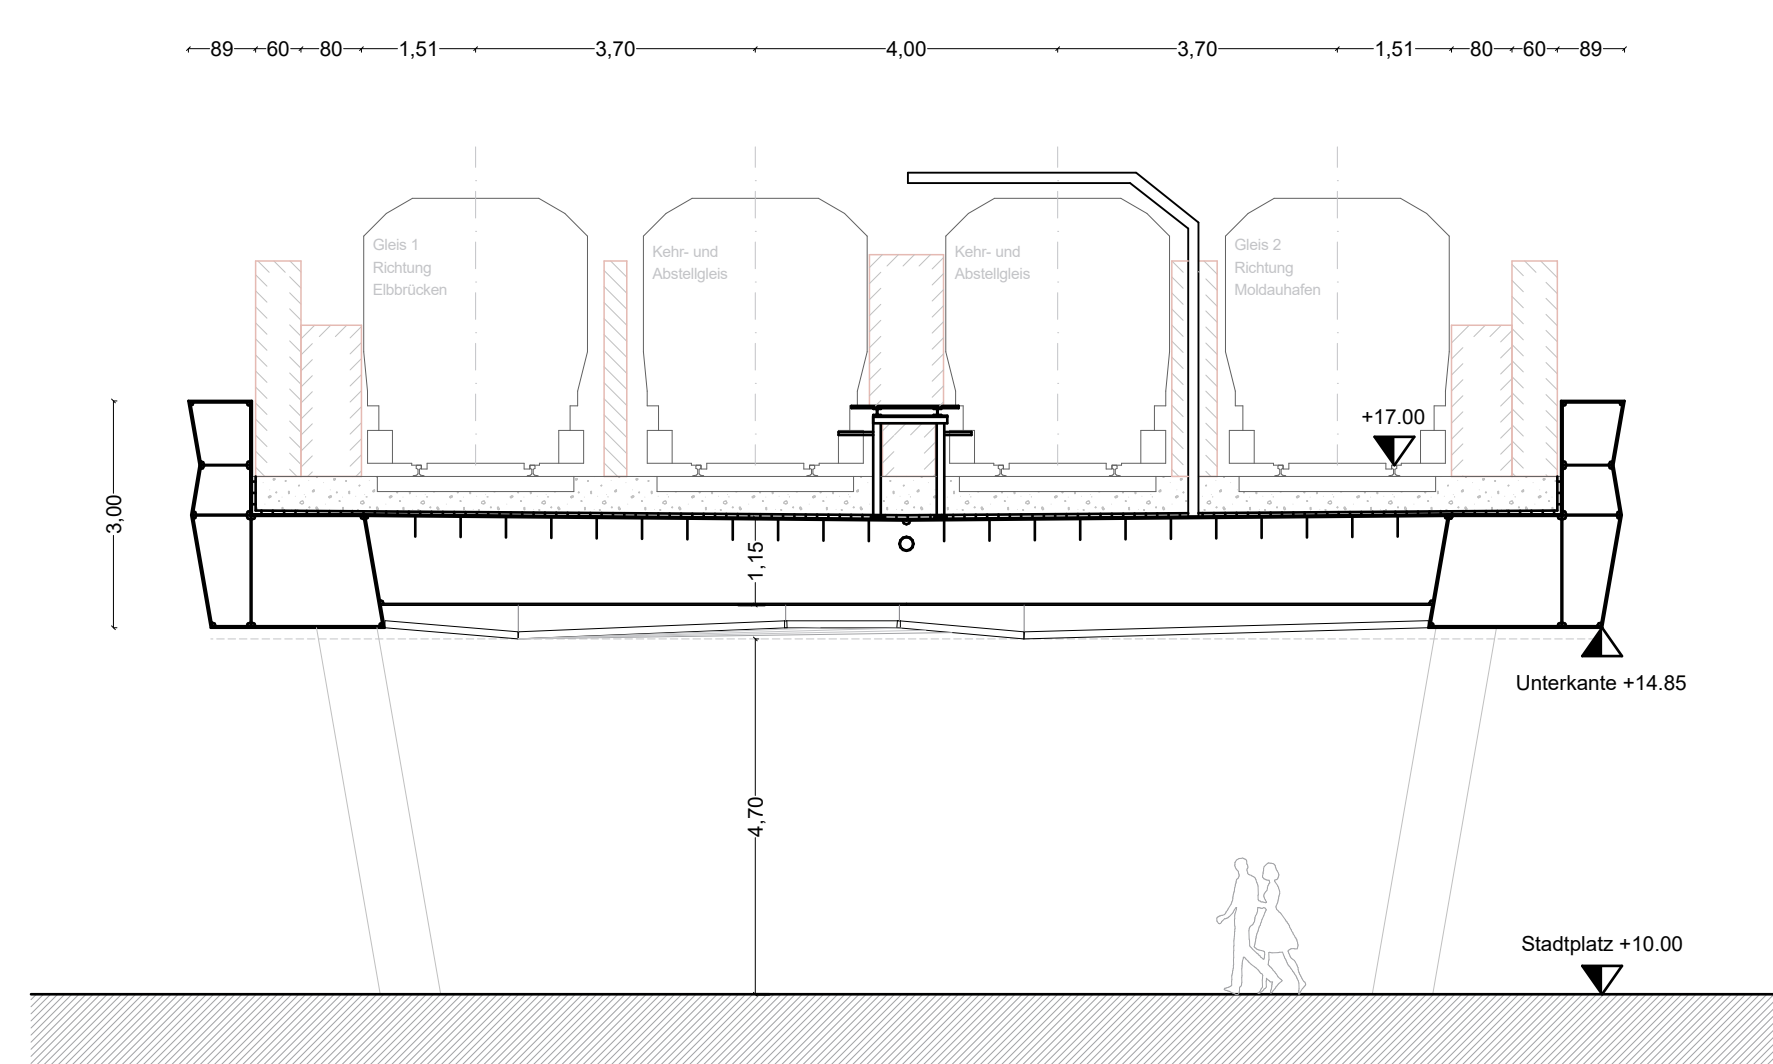 89 60 80 1,51 3,70 4,00 3,70 1,51 80 60 89
Gleis 1
Richtung
Elbbrücken
Kehr- und
Abstellgleis
Kehr- und
Abstellgleis
Gleis 2
Richtung
Moldauhafen
+17.00
3,00
1,15
Unterkante +14.85
4,70
Stadtplatz +10.00